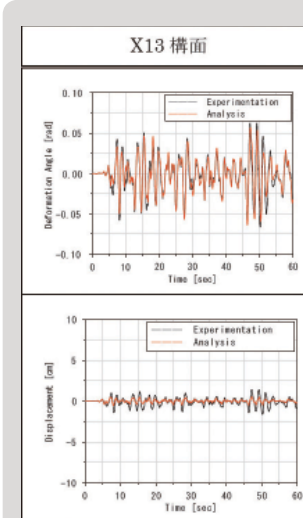 X13 構面
0.10
0.05
0.00
-0.05
-0.10
Deformation Angle [rad]
Experimentation
Analysis
0 10 20 30 40 50 60
Time [sec]
10
5
0
-5
-10
Displacement [cm]
Experimentation
Analysis
0 10 20 30 40 50 60
Time [sec]